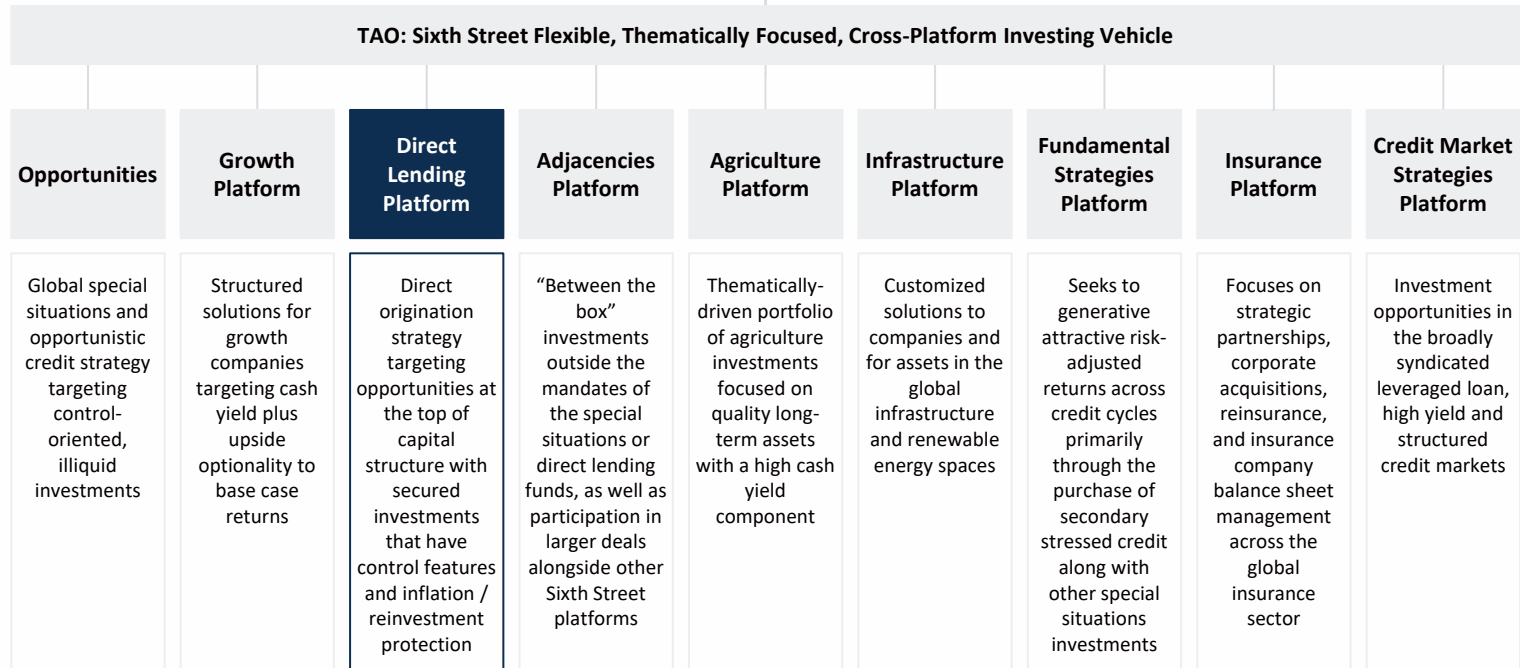 TAO: Sixth Street Flexible, Thematically Focused, Cross-Platform Investing Vehicle
Opportunities
Global special
situations and
opportunistic
credit strategy
targeting
control-
oriented,
illiquid
investments
Growth
Platform
Structured
solutions for
growth
companies
targeting cash
yield plus
upside
optionality to
base case
returns
Direct
Lending
Platform
Direct
origination
strategy
targeting
opportunities at
the top of
capital
structure with
secured
investments
that have
control features
and inflation /
reinvestment
protection
Adjacencies
Platform
“Between the
box”
investments
outside the
mandates of
the special
situations or
direct lending
funds, as well as
participation in
larger deals
alongside other
Sixth Street
platforms
Agriculture
Platform
Thematically-
driven portfolio
of agriculture
investments
focused on
quality long-
term assets
with a high cash
yield
component
Infrastructure
Platform
Customized
solutions to
companies and
for assets in the
global
infrastructure
and renewable
energy spaces
Fundamental
Strategies
Platform
Seeks to
generative
attractive risk-
adjusted
returns across
credit cycles
primarily
through the
purchase of
secondary
stressed credit
along with
other special
situations
investments
Insurance
Platform
Focuses on
strategic
partnerships,
corporate
acquisitions,
reinsurance,
and insurance
company
balance sheet
management
across the
global
insurance
sector
Credit Market
Strategies
Platform
Investment
opportunities in
the broadly
syndicated
leveraged loan,
high yield and
structured
credit markets